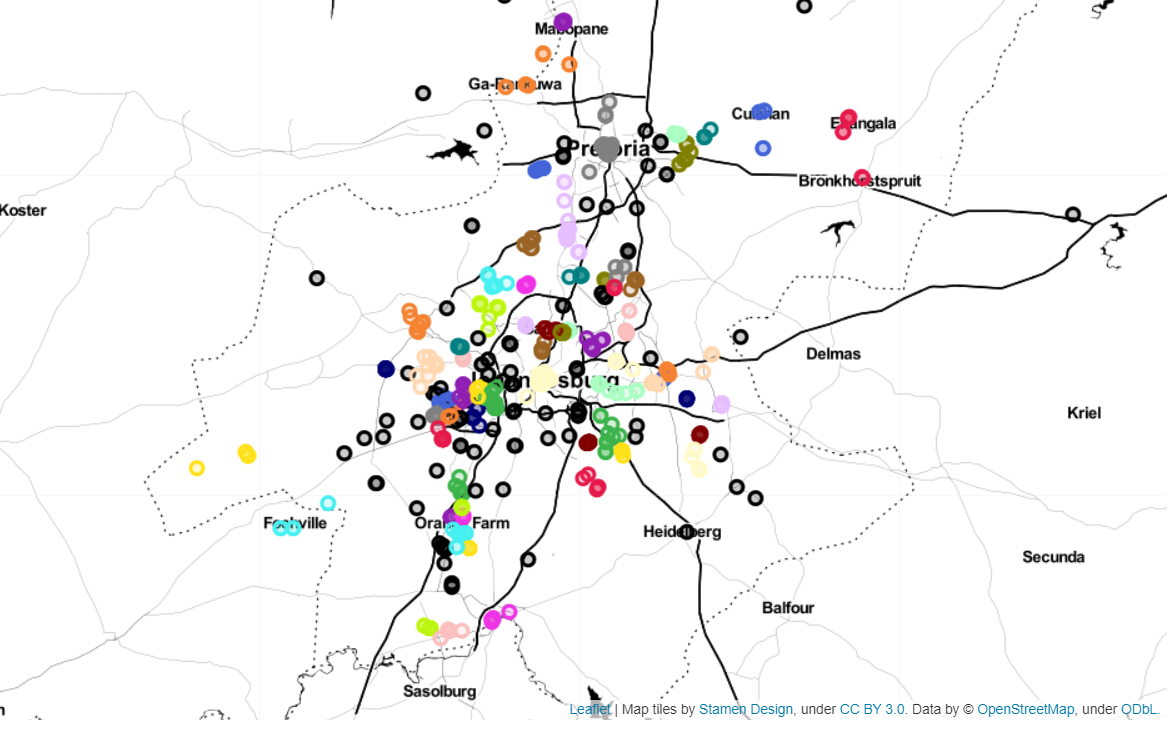 Mabopane
Ga-Rankuwa
Cullinan
Ekangala
Pretoria
Bronkhorstspruit
Koster
Delmas
Johannesburg
Kriel
Fochville
Orange Farm
Heidelberg
Secunda
Balfour
Sasolburg
Leaflet | Map tiles by Stamen Design, under CC BY 3.0. Data by © OpenStreetMap, under ODbL.